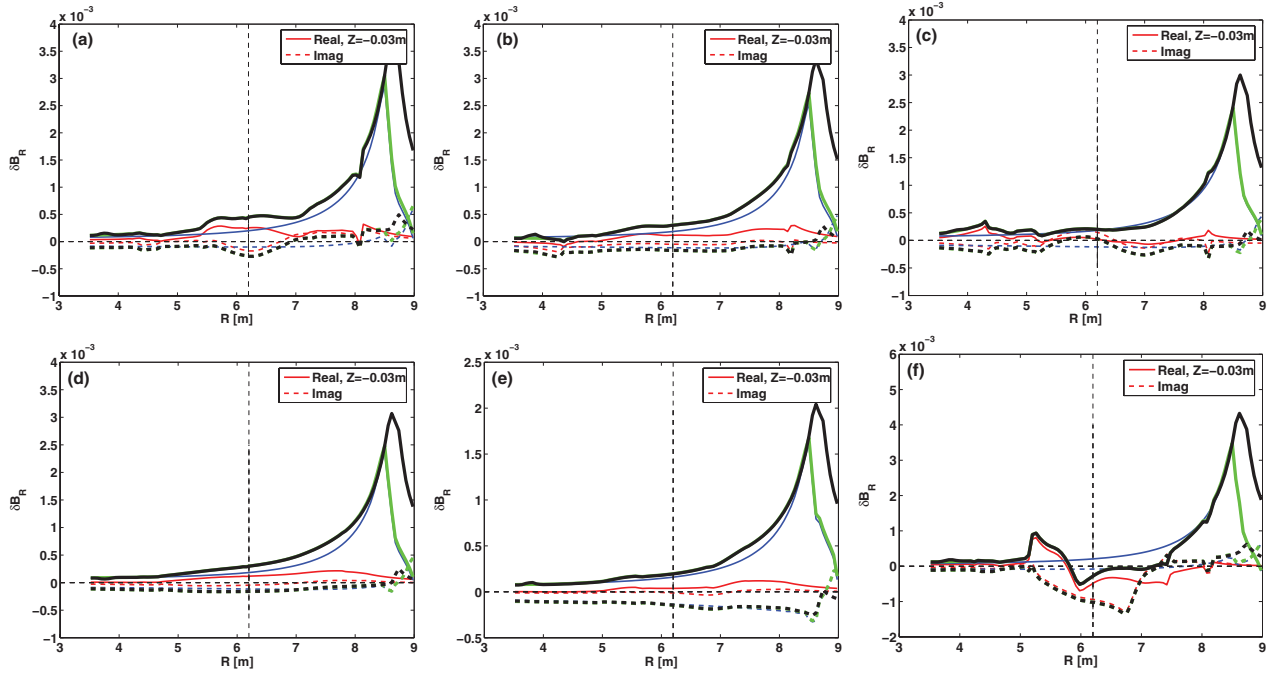 x 10⁻³
(a)
Real, Z=−0.03m
Imag
4
3.5
3
2.5
2
1.5
1
0.5
0
−0.5
−1
δB_R
3 4 5 6 7 8 9
R [m]
x 10⁻³
(b)
Real, Z=−0.03m
Imag
4
3.5
3
2.5
2
1.5
1
0.5
0
−0.5
−1
δB_R
3 4 5 6 7 8 9
R [m]
x 10⁻³
(c)
Real, Z=−0.03m
Imag
4
3.5
3
2.5
2
1.5
1
0.5
0
−0.5
−1
δB_R
3 4 5 6 7 8 9
R [m]
x 10⁻³
(d)
Real, Z=−0.03m
Imag
4
3.5
3
2.5
2
1.5
1
0.5
0
−0.5
−1
δB_R
3 4 5 6 7 8 9
R [m]
x 10⁻³
(e)
Real, Z=−0.03m
Imag
2.5
2
1.5
1
0.5
0
−0.5
δB_R
3 4 5 6 7 8 9
R [m]
x 10⁻³
(f)
Real, Z=−0.03m
Imag
6
5
4
3
2
1
0
−1
−2
δB_R
3 4 5 6 7 8 9
R [m]